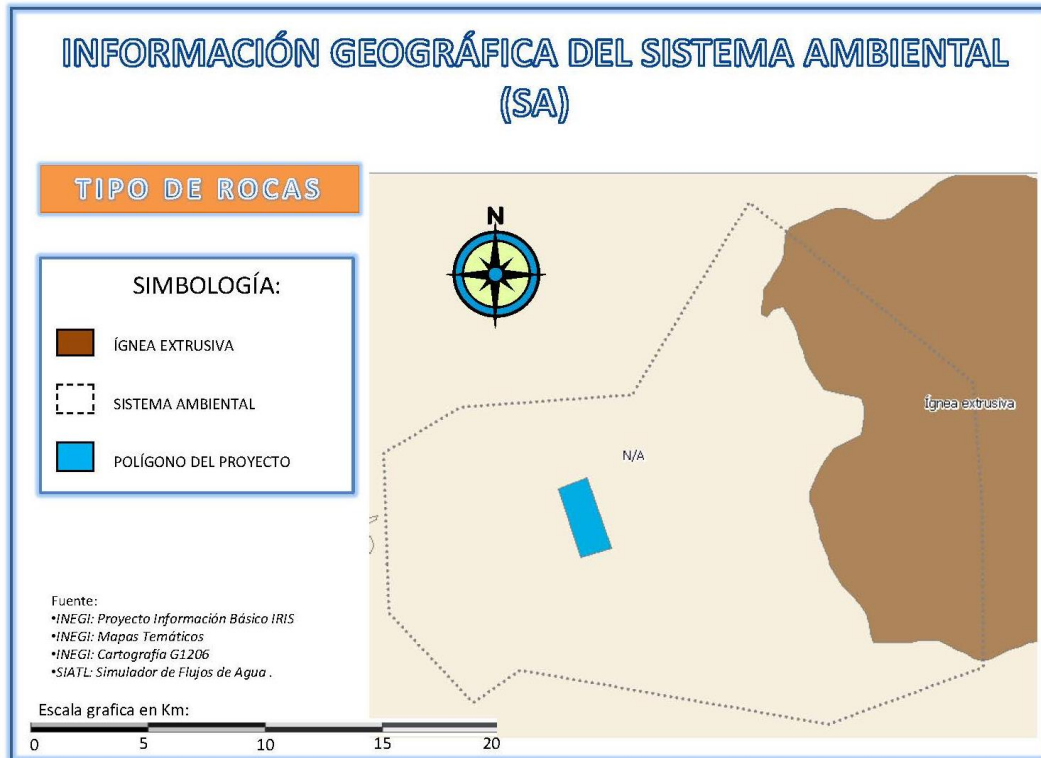 INFORMACIÓN GEOGRÁFICA DEL SISTEMA AMBIENTAL
(SA)
TIPO DE ROCAS
SIMBOLOGÍA:
ÍGNEA EXTRUSIVA
SISTEMA AMBIENTAL
POLÍGONO DEL PROYECTO
N
Ígnea extrusiva
N/A
Fuente:
•INEGI: Proyecto Información Básico IRIS
•INEGI: Mapas Temáticos
•INEGI: Cartografía G1206
•SIATL: Simulador de Flujos de Agua .
Escala grafica en Km:
0 5 10 15 20